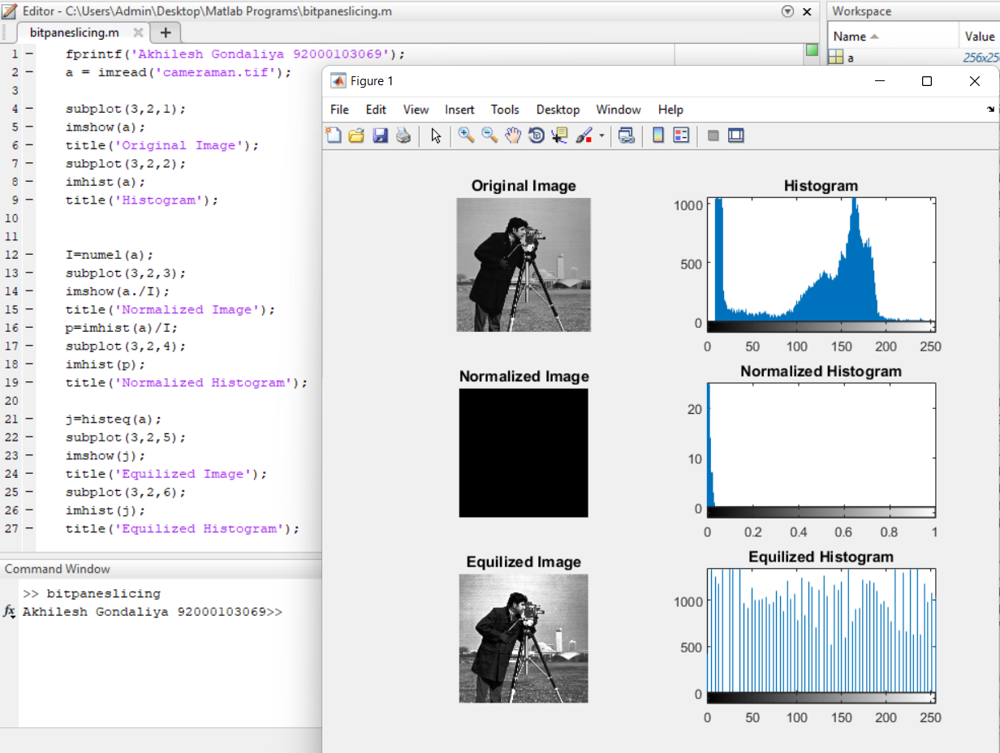 Editor - C:\Users\Admin\Desktop\Matlab Programs\bitpaneslicing.m
bitpaneslicing.m
1 fprintf('Akhilesh Gondaliya 92000103069');
2 a = imread('cameraman.tif');
3
4 subplot(3,2,1);
5 imshow(a);
6 title('Original Image');
7 subplot(3,2,2);
8 imhist(a);
9 title('Histogram');
10
11
12 I=numel(a);
13 subplot(3,2,3);
14 imshow(a./I);
15 title('Normalized Image');
16 p=imhist(a)/I;
17 subplot(3,2,4);
18 imhist(p);
19 title('Normalized Histogram');
20
21 j=histeq(a);
22 subplot(3,2,5);
23 imshow(j);
24 title('Equilized Image');
25 subplot(3,2,6);
26 imhist(j);
27 title('Equilized Histogram');
Command Window
>> bitpaneslicing
fx Akhilesh Gondaliya 92000103069>>
Workspace
Name Value
a 256x25
Figure 1
File Edit View Insert Tools Desktop Window Help
Original Image
Histogram
1000
500
0
0 50 100 150 200 250
Normalized Image
Normalized Histogram
20
10
0
0 0.2 0.4 0.6 0.8 1
Equilized Image
Equilized Histogram
1000
500
0
0 50 100 150 200 250